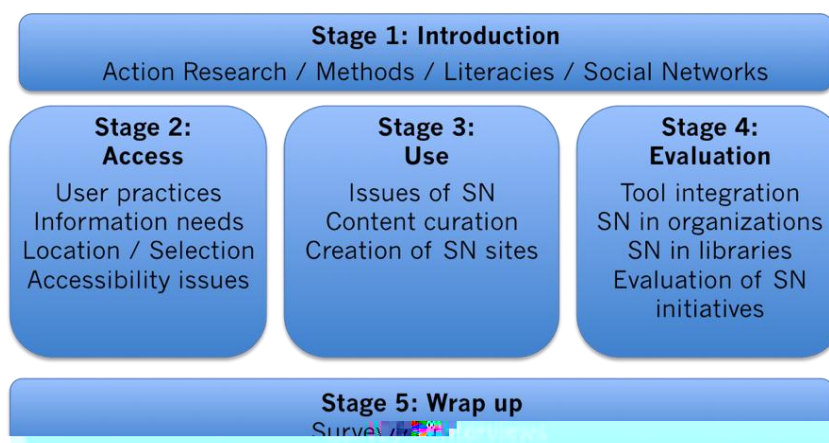 Stage 1: Introduction
Action Research / Methods / Literacies / Social Networks
Stage 2:
Access
User practices
Information needs
Location / Selection
Accessibility issues
Stage 3:
Use
Issues of SN
Content curation
Creation of SN sites
Stage 4:
Evaluation
Tool integration
SN in organizations
SN in libraries
Evaluation of SN
initiatives
Stage 5: Wrap up